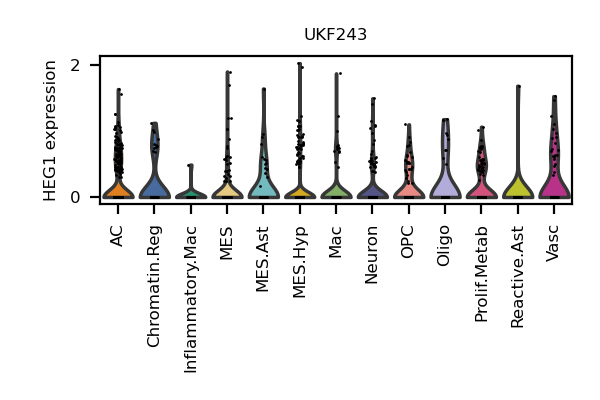 UKF243
HEG1 expression
2
0
AC
Chromatin.Reg
Inflammatory.Mac
MES
MES.Ast
MES.Hyp
Mac
Neuron
OPC
Oligo
Prolif.Metab
Reactive.Ast
Vasc